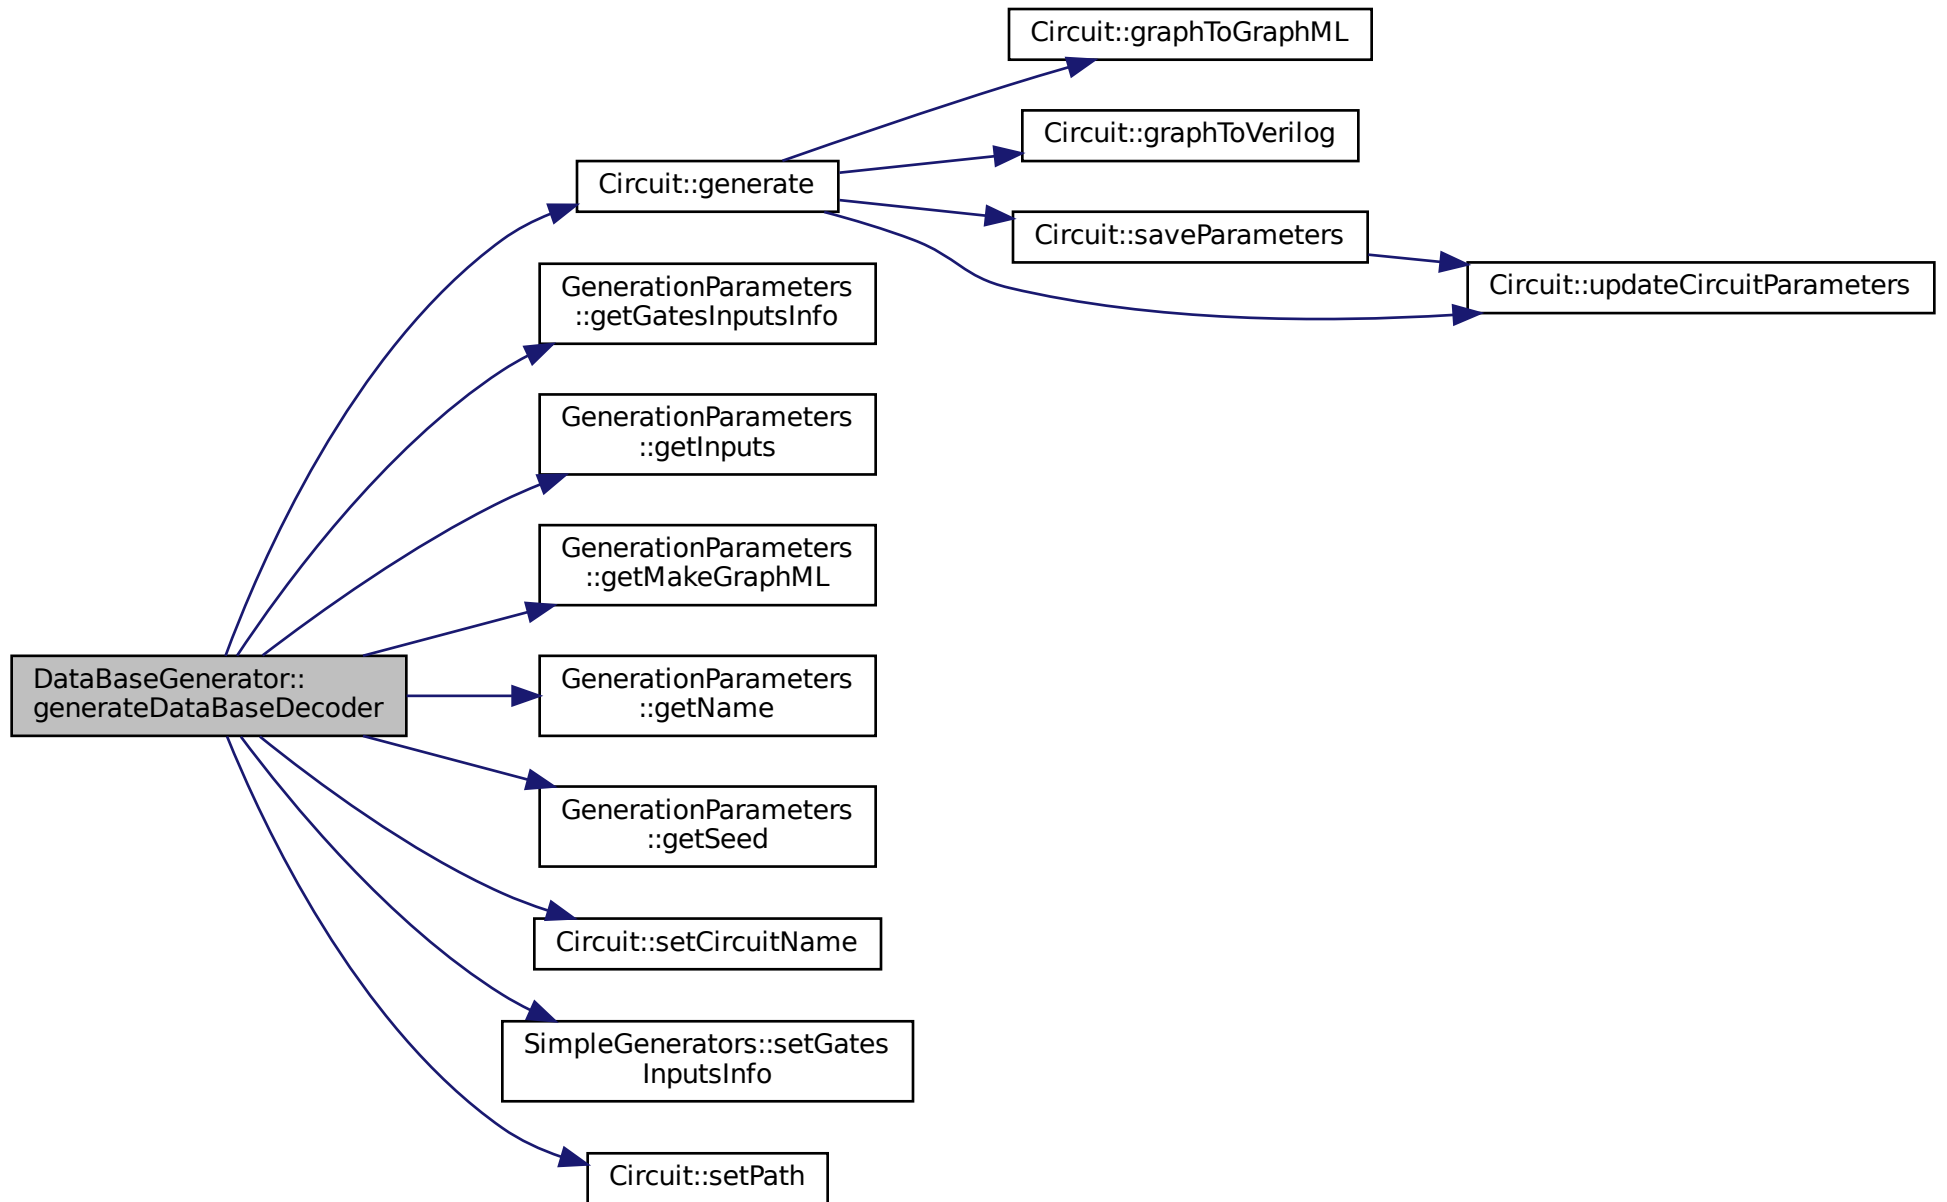 Circuit::graphToGraphML
Circuit::graphToVerilog
Circuit::generate
Circuit::saveParameters
Circuit::updateCircuitParameters
GenerationParameters
::getGatesInputsInfo
GenerationParameters
::getInputs
GenerationParameters
::getMakeGraphML
DataBaseGenerator::
generateDataBaseDecoder
GenerationParameters
::getName
GenerationParameters
::getSeed
Circuit::setCircuitName
SimpleGenerators::setGates
InputsInfo
Circuit::setPath